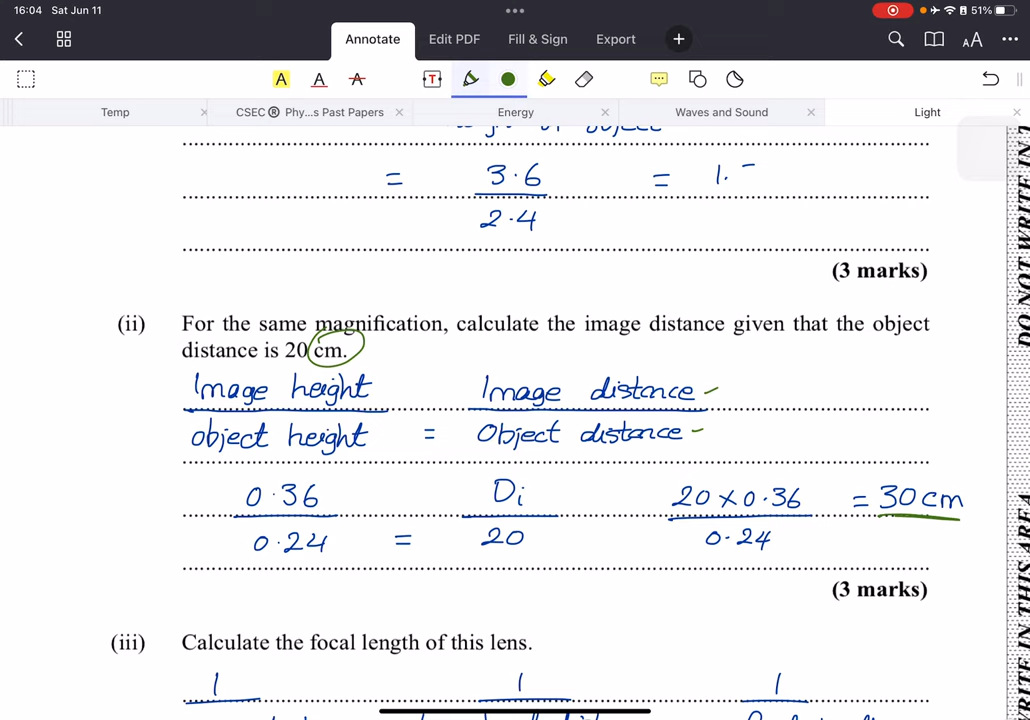 16:04 Sat Jun 11 51%
Annotate Edit PDF Fill & Sign Export
Temp CSEC® Phy...s Past Papers Energy Waves and Sound Light
= 3.6 = 1.
2.4
(3 marks)
(ii) For the same magnification, calculate the image distance given that the object
distance is 20 cm.
Image height Image distance
object height = Object distance
0.36 Di 20 x 0.36 = 30 cm
0.24 = 20 0.24
(3 marks)
(iii) Calculate the focal length of this lens.
1 1 1
DO NOT WRITE IN
WRITE IN THIS AREA